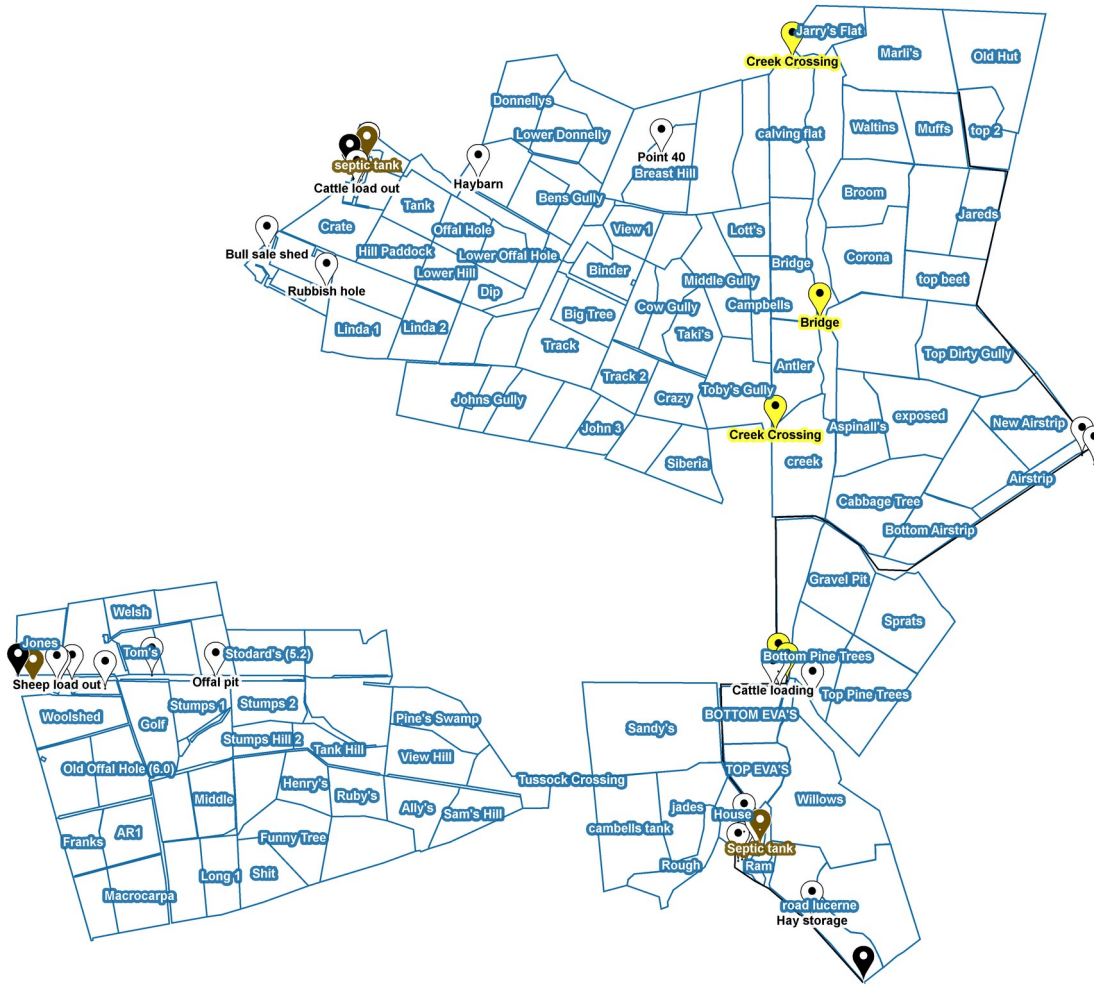 Jarry's Flat
Creek Crossing
Marli's
Old Hut
Donnellys
Lower Donnelly
calving flat
Waltins
Muffs
top 2
septic tank
Cattle load out
Haybarn
Point 40
Breast Hill
Bens Gully
Broom
Jareds
Tank
Crate
Offal Hole
View 1
Lott's
Bull sale shed
Hill Paddock
Lower Offal Hole
Lower Hill
Binder
Bridge
Corona
Rubbish hole
Dip
Middle Gully
top beet
Cow Gully
Campbells
Linda 1
Linda 2
Big Tree
Taki's
Bridge
Track
Top Dirty Gully
Antler
Track 2
Toby's Gully
Johns Gully
Crazy
exposed
John 3
Creek Crossing
Aspinall's
New Airstrip
Siberia
creek
Airstrip
Cabbage Tree
Bottom Airstrip
Gravel Pit
Sprats
Welsh
Jones
Tom's
Stodard's (5.2)
Bottom Pine Trees
Sheep load out
Offal pit
Cattle loading
Top Pine Trees
Woolshed
Golf
Stumps 1
Stumps 2
Pine's Swamp
Sandy's
BOTTOM EVA'S
Stumps Hill 2
Tank Hill
View Hill
Old Offal Hole (6.0)
TOP EVA'S
Tussock Crossing
Middle
Henry's
Ruby's
Ally's
Sam's Hill
jades
House
Willows
Franks
AR1
Funny Tree
cambells tank
Septic tank
Rough
Ram
Long 1
Shit
Macrocarpa
road lucerne
Hay storage